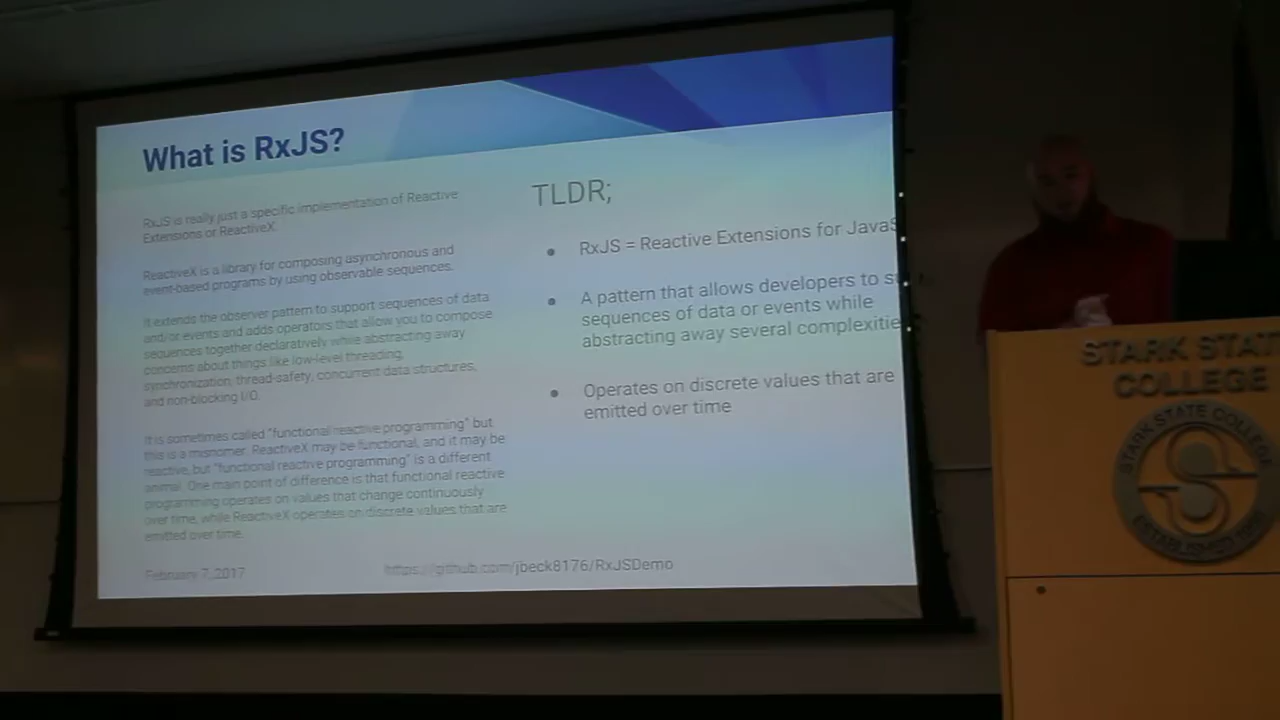 What is RxJS?
RxJS is really just a specific implementation of Reactive
Extensions or ReactiveX.
ReactiveX is a library for composing asynchronous and
event-based programs by using observable sequences.
It extends the observer pattern to support sequences of data
and/or events and adds operators that allow you to compose
sequences together declaratively while abstracting away
concerns about things like low-level threading,
synchronization, thread-safety, concurrent data structures,
and non-blocking I/O.
It is sometimes called "functional reactive programming" but
this is a misnomer. ReactiveX may be functional, and it may be
reactive, but "functional reactive programming" is a different
animal. One main point of difference is that functional reactive
programming operates on values that change continuously
over time, while ReactiveX operates on discrete values that are
emitted over time.
TLDR;
RxJS = Reactive Extensions for JavaS
A pattern that allows developers to
sequences of data or events while
abstracting away several complexitie
Operates on discrete values that are
emitted over time
February 7, 2017
https://github.com/jbeck8176/RxJSDemo
STARK STAT
COLLEGE
STARK STATE COLLEGE
ESTABLISHED 1960